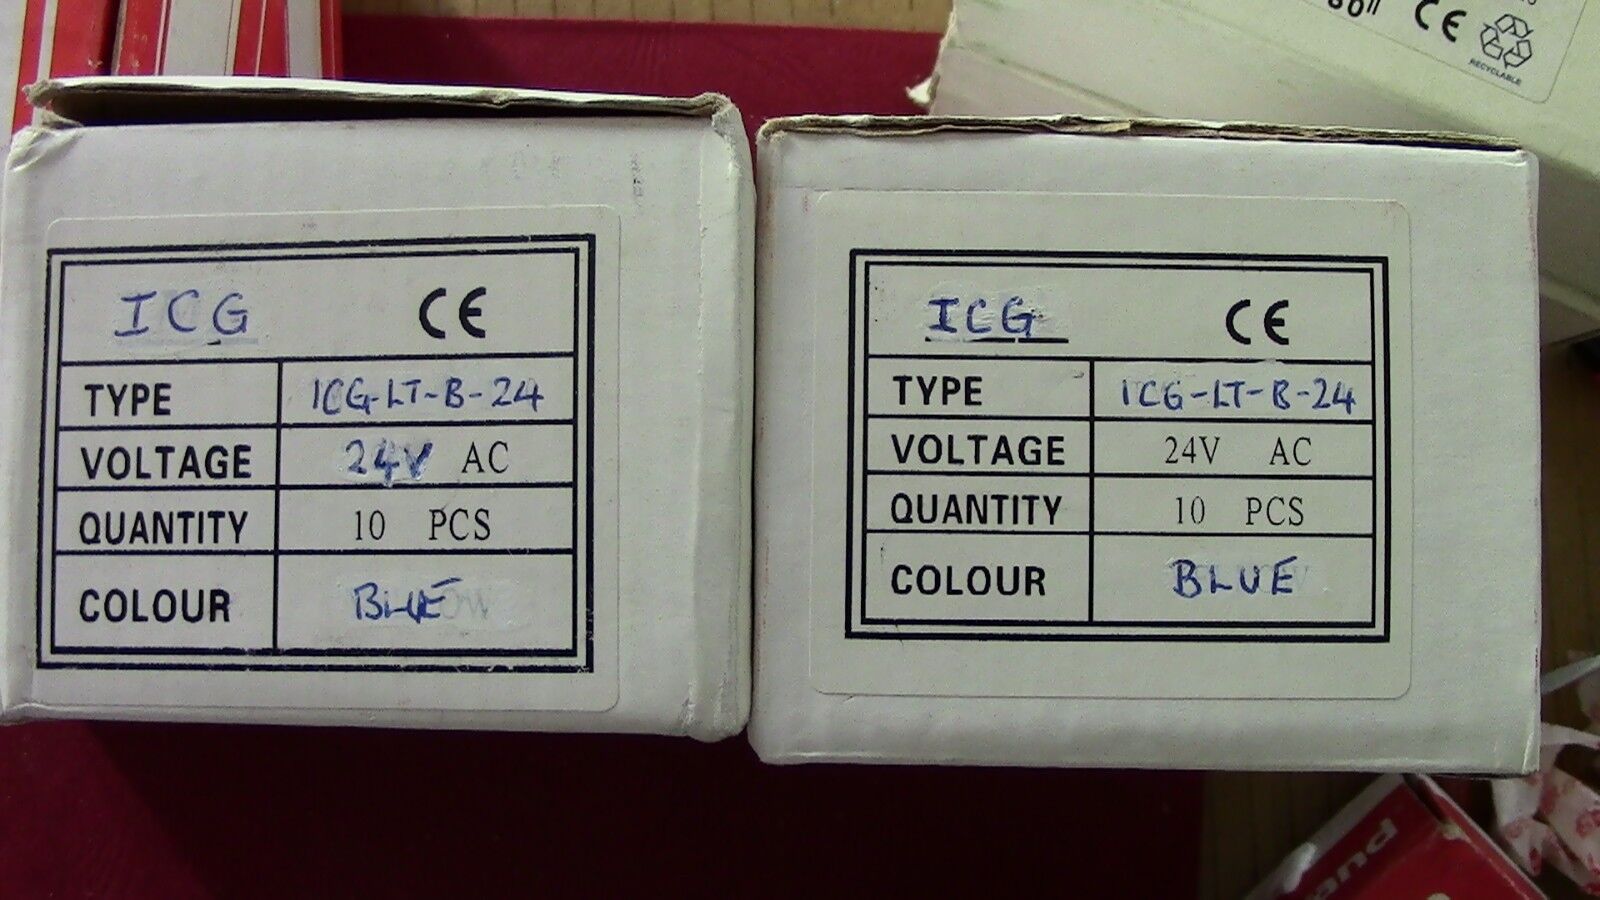 ICG CE
TYPE ICG-LT-B-24
VOLTAGE 24V AC
QUANTITY 10 PCS
COLOUR BLUE
ICG CE
TYPE ICG-LT-B-24
VOLTAGE 24V AC
QUANTITY 10 PCS
COLOUR BLUE
CE
RECYCLABLE